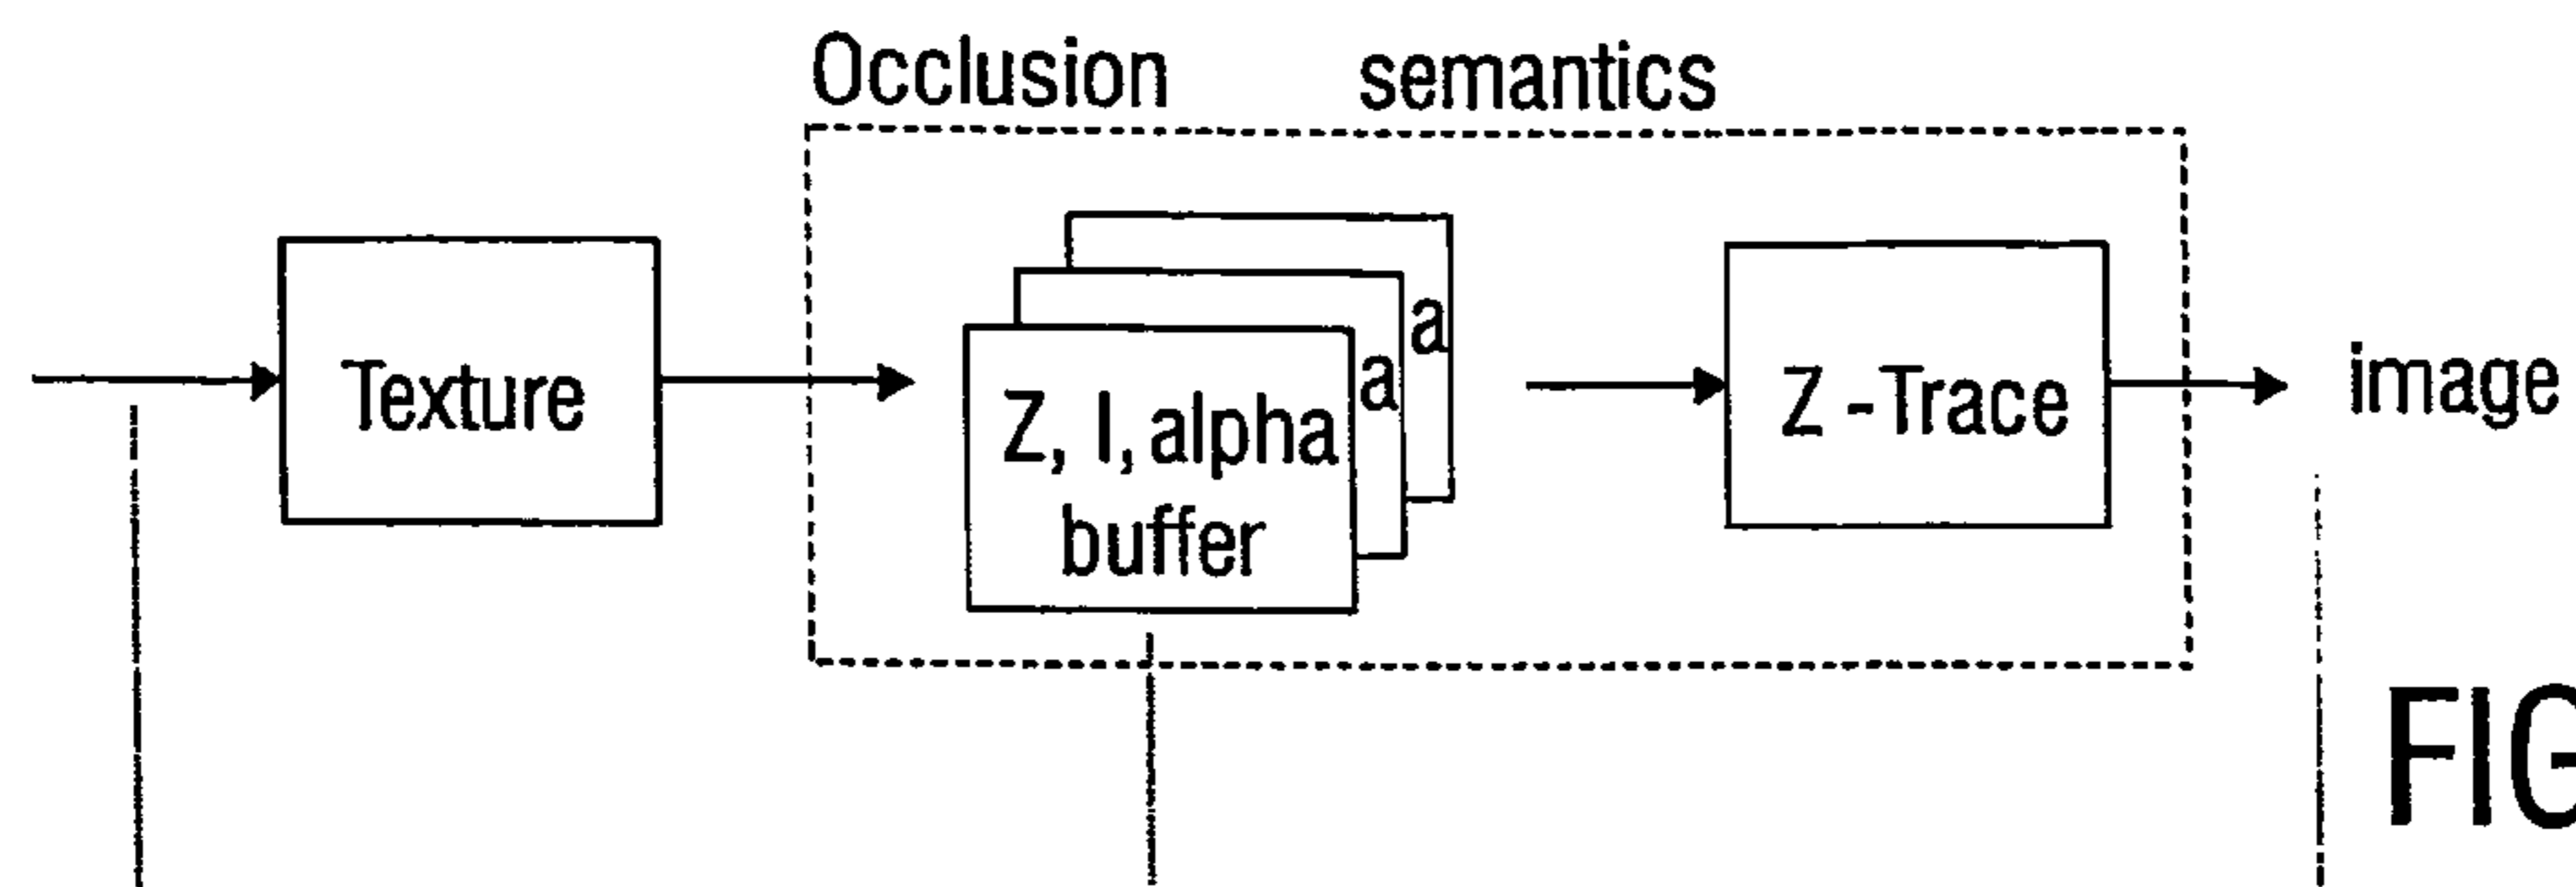 Occlusion semantics
Texture
Z, I, alpha
buffer
a
a
Z -Trace
image
FIG